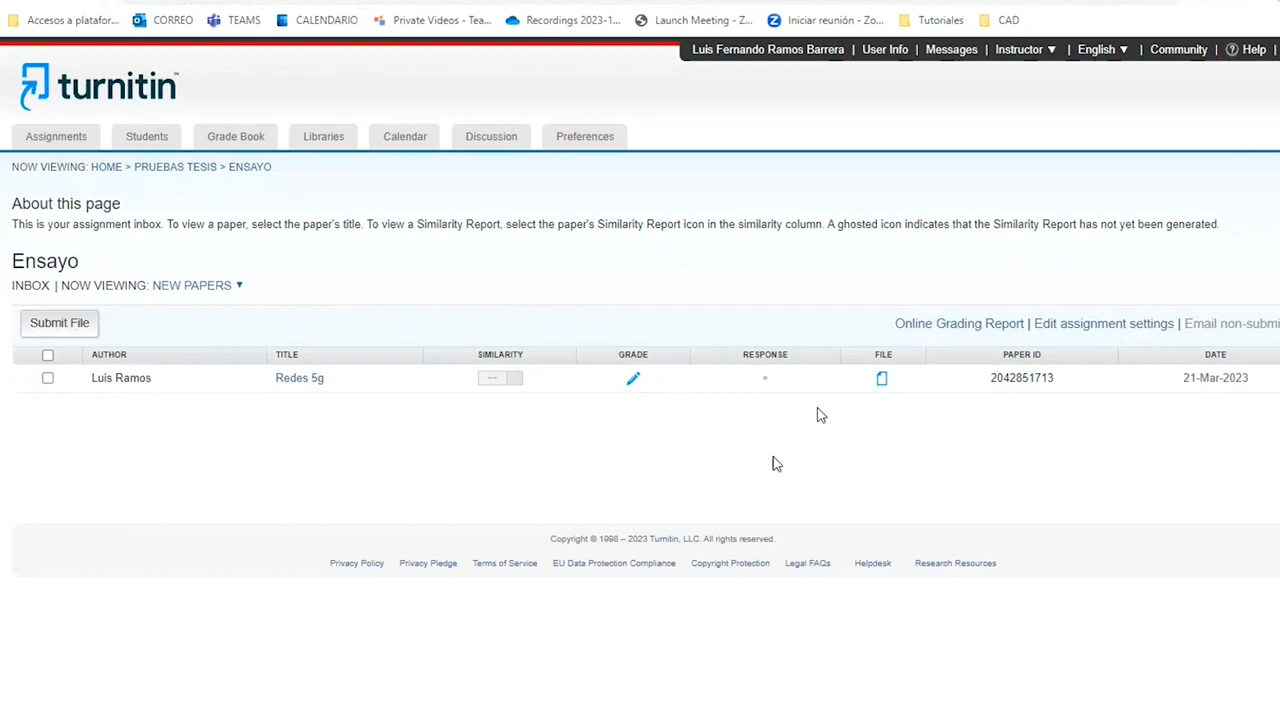 Accesos a platafor... CORREO TEAMS CALENDARIO Private Videos - Tea... Recordings 2023-1... Launch Meeting - Z... Iniciar reunión - Zo... Tutoriales CAD
Luis Fernando Ramos Barrera | User Info | Messages | Instructor ▼ | English ▼ | Community | ? Help |
turnitin™
Assignments Students Grade Book Libraries Calendar Discussion Preferences
NOW VIEWING: HOME > PRUEBAS TESIS > ENSAYO
About this page
This is your assignment inbox. To view a paper, select the paper's title. To view a Similarity Report, select the paper's Similarity Report icon in the similarity column. A ghosted icon indicates that the Similarity Report has not yet been generated.
Ensayo
INBOX | NOW VIEWING: NEW PAPERS ▼
Submit File Online Grading Report | Edit assignment settings | Email non-submi
AUTHOR TITLE SIMILARITY GRADE RESPONSE FILE PAPER ID DATE
Luis Ramos Redes 5g -- 2042851713 21-Mar-2023
Copyright © 1998 – 2023 Turnitin, LLC. All rights reserved.
Privacy Policy Privacy Pledge Terms of Service EU Data Protection Compliance Copyright Protection Legal FAQs Helpdesk Research Resources